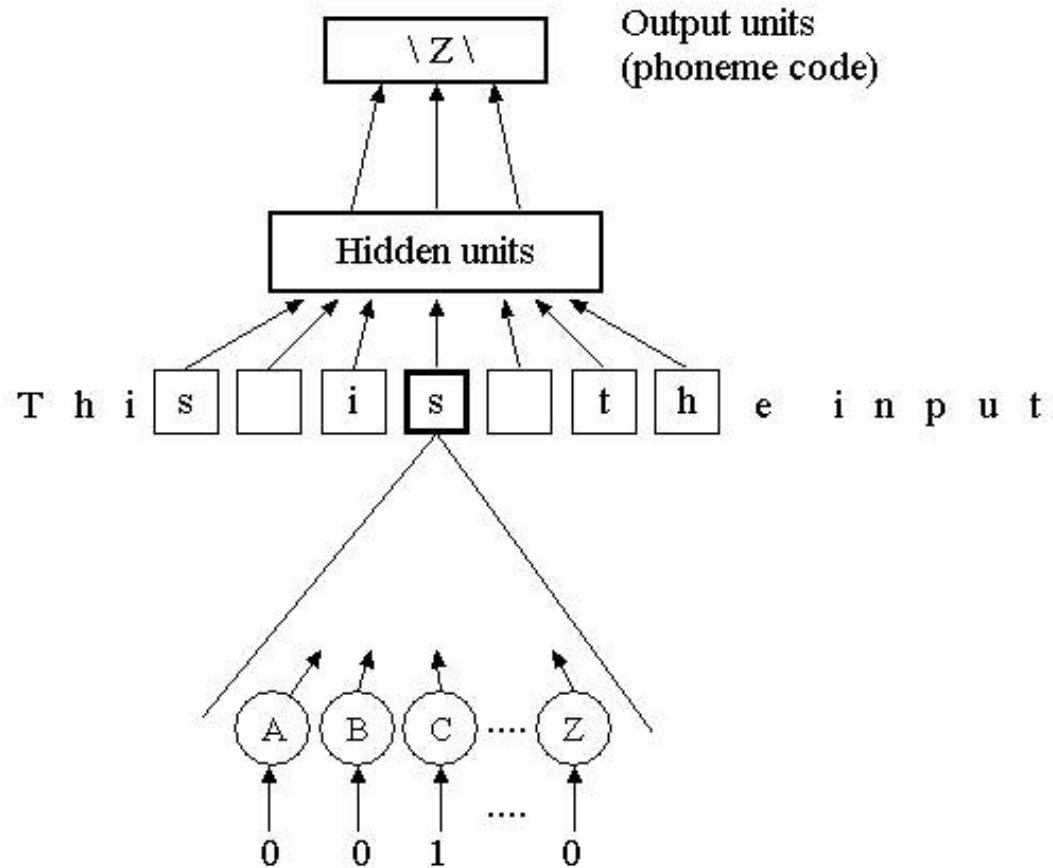 \ Z \
Output units
(phoneme code)
Hidden units
T h i s i s t h e i n p u t
A B C .... Z
....
0 0 1 0